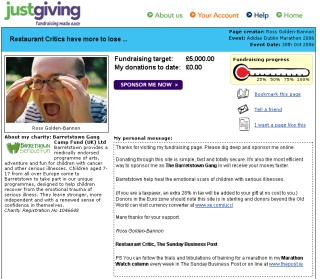 justgiving
fundraising made easy
About us
Your Account
Help
Home
Restaurant Critics have more to lose ...
Page creator: Ross Golden-Bannon
Event: Adidas Dublin Marathon 2006
Event Date: 30th Oct 2006
Fundraising target: £5,000.00
My donations to date: £0.00
SPONSOR ME NOW >
Fundraising progress
25% 50% 75% 100%
Bookmark this page
Tell a friend
I want a page like this
Ross Golden-Bannon
About my charity: Barretstown Gang
Camp Fund (UK) Ltd
Barretstown
Barretstown provides a
medically endorsed
programme of arts,
adventure and fun for children with cancer
and other serious illnesses. Children aged 7-
17 from all over Europe come to
Barretstown to take part in our unique
programmes, designed to help children
recover from the emotional trauma of
serious illness. They leave stronger, more
independent and with a renewed sense of
confidence in themselves.
Charity Registration No 1046648
My personal message:
Thanks for visiting my fundraising page. Please dig deep and sponsor me online.
Donating through this site is simple, fast and totally secure. It's also the most efficient
way to sponsor me as The Barretstown Gang will receive your money faster.
Barretstown help heal the emotional scars of children with serious illnesses.
(If you are a taxpayer, an extra 28% in tax will be added to your gift at no cost to you.)
Donors in the Euro zone should note this site is in sterling and donors beyond the Old
World can visit currency converter at www.xe.com/ucc/
Many thanks for your support.
Ross Golden-Bannon
Restaurant Critic, The Sunday Business Post
PS You can follow the trials and tribulations of training for a marathon in my Marathon
Watch column every week in The Sunday Business Post or on line at www.thepost.ie